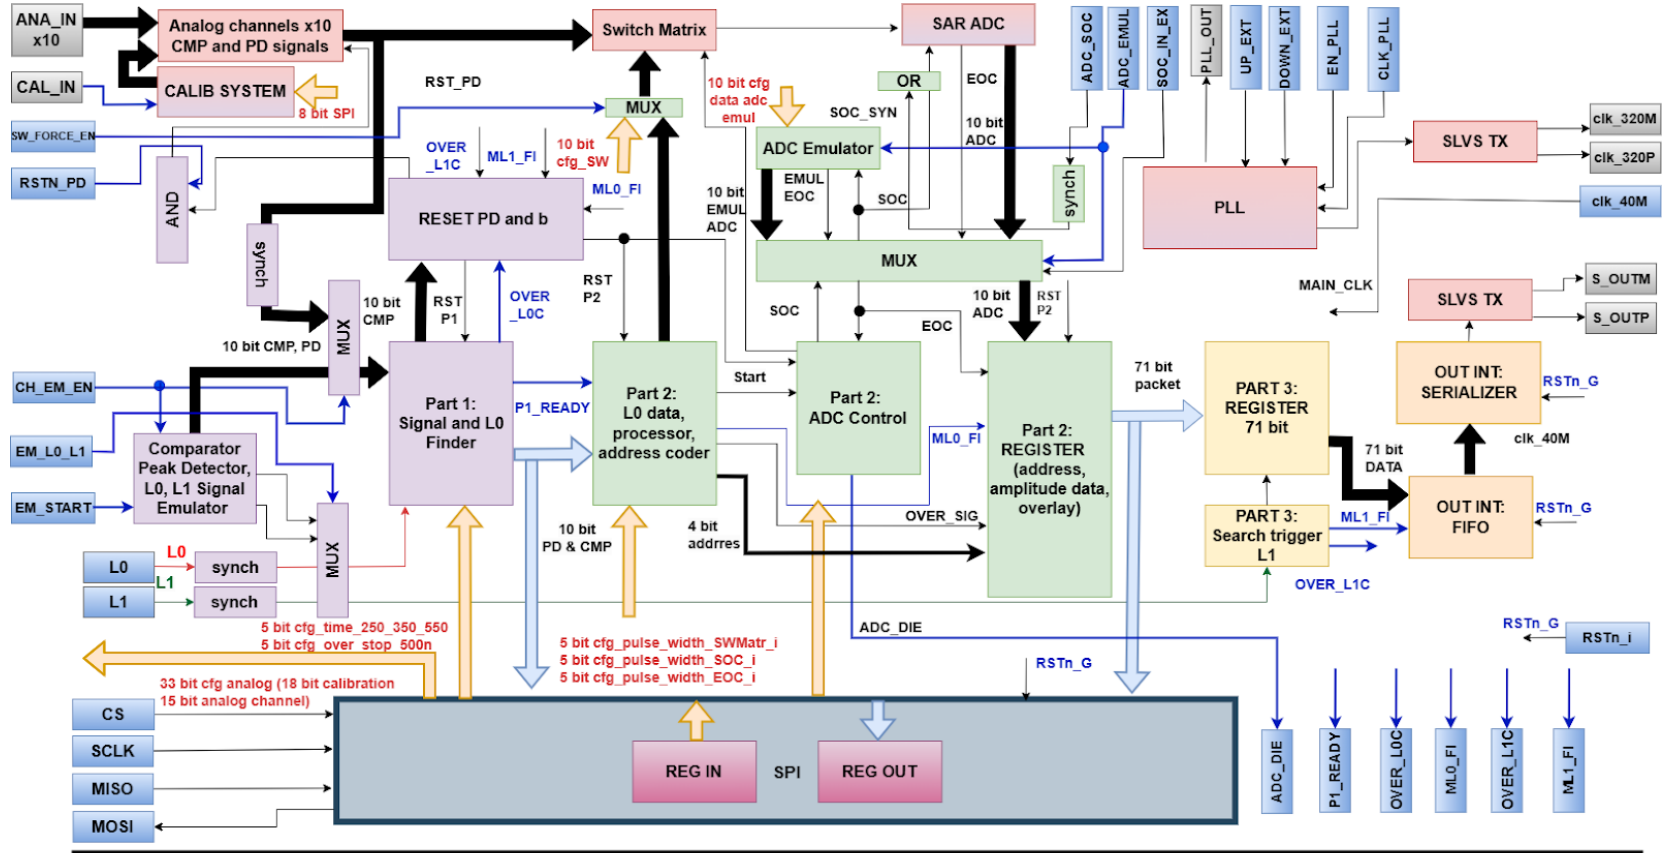 ANA_IN
x10
Analog channels x10
CMP and PD signals
Switch Matrix
SAR ADC
ADC_SOC
ADC_EMUL
SOC_IN_EX
PLL_OUT
UP_EXT
DOWN_EXT
EN_PLL
CLK_PLL
CAL_IN
CALIB SYSTEM
8 bit SPI
RST_PD
MUX
10 bit cfg
data adc
emul
OR
EOC
SOC_SYN
10 bit
ADC
clk_320M
SLVS TX
clk_320P
SW_FORCE_EN
RSTN_PD
AND
OVER
_L1C
ML1_FI
10 bit
cfg_SW
ML0_FI
ADC Emulator
EMUL
EOC
SOC
synch
10 bit
EMUL
ADC
RESET PD and b
PLL
clk_40M
synch
MUX
10 bit
CMP
10 bit CMP, PD
MUX
RST
P1
OVER
_L0C
RST
P2
SOC
10 bit
ADC
RST
P2
EOC
MAIN_CLK
SLVS TX
S_OUTM
S_OUTP
CH_EM_EN
EM_L0_L1
EM_START
Comparator
Peak Detector,
L0, L1 Signal
Emulator
Part 1:
Signal and L0
Finder
P1_READY
Part 2:
L0 data,
processor,
address coder
Start
Part 2:
ADC Control
ML0_FI
Part 2:
REGISTER
(address,
amplitude data,
overlay)
71 bit
packet
PART 3:
REGISTER
71 bit
OUT INT:
SERIALIZER
RSTn_G
clk_40M
71 bit
DATA
OUT INT:
FIFO
RSTn_G
PART 3:
Search trigger
L1
ML1_FI
OVER_L1C
MUX
10 bit
PD & CMP
4 bit
addrres
OVER_SIG
L0
L0
synch
L1
L1
synch
5 bit cfg_time_250_350_550
5 bit cfg_over_stop_500n
5 bit cfg_pulse_width_SWMatr_i
5 bit cfg_pulse_width_SOC_i
5 bit cfg_pulse_width_EOC_i
ADC_DIE
RSTn_G
RSTn_G
RSTn_i
33 bit cfg analog (18 bit calibration
15 bit analog channel)
CS
SCLK
MISO
MOSI
REG IN
SPI
REG OUT
ADC_DIE
P1_READY
OVER_L0C
ML0_FI
OVER_L1C
ML1_FI